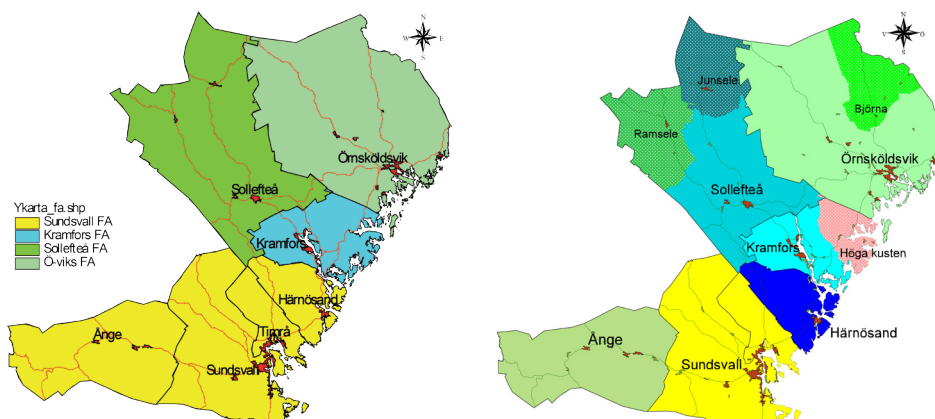 N
W E
S
Örnsköldsvik
Sollefteå
Ykarta_fa.shp
Sundsvall FA
Kramfors FA
Sollefteå FA
Ö-viks FA
Kramfors
Härnösand
Ånge
Timrå
Sundsvall
N
V Ö
S
Junsele
Björna
Ramsele
Örnsköldsvik
Sollefteå
Kramfors
Höga kusten
Härnösand
Ånge
Sundsvall